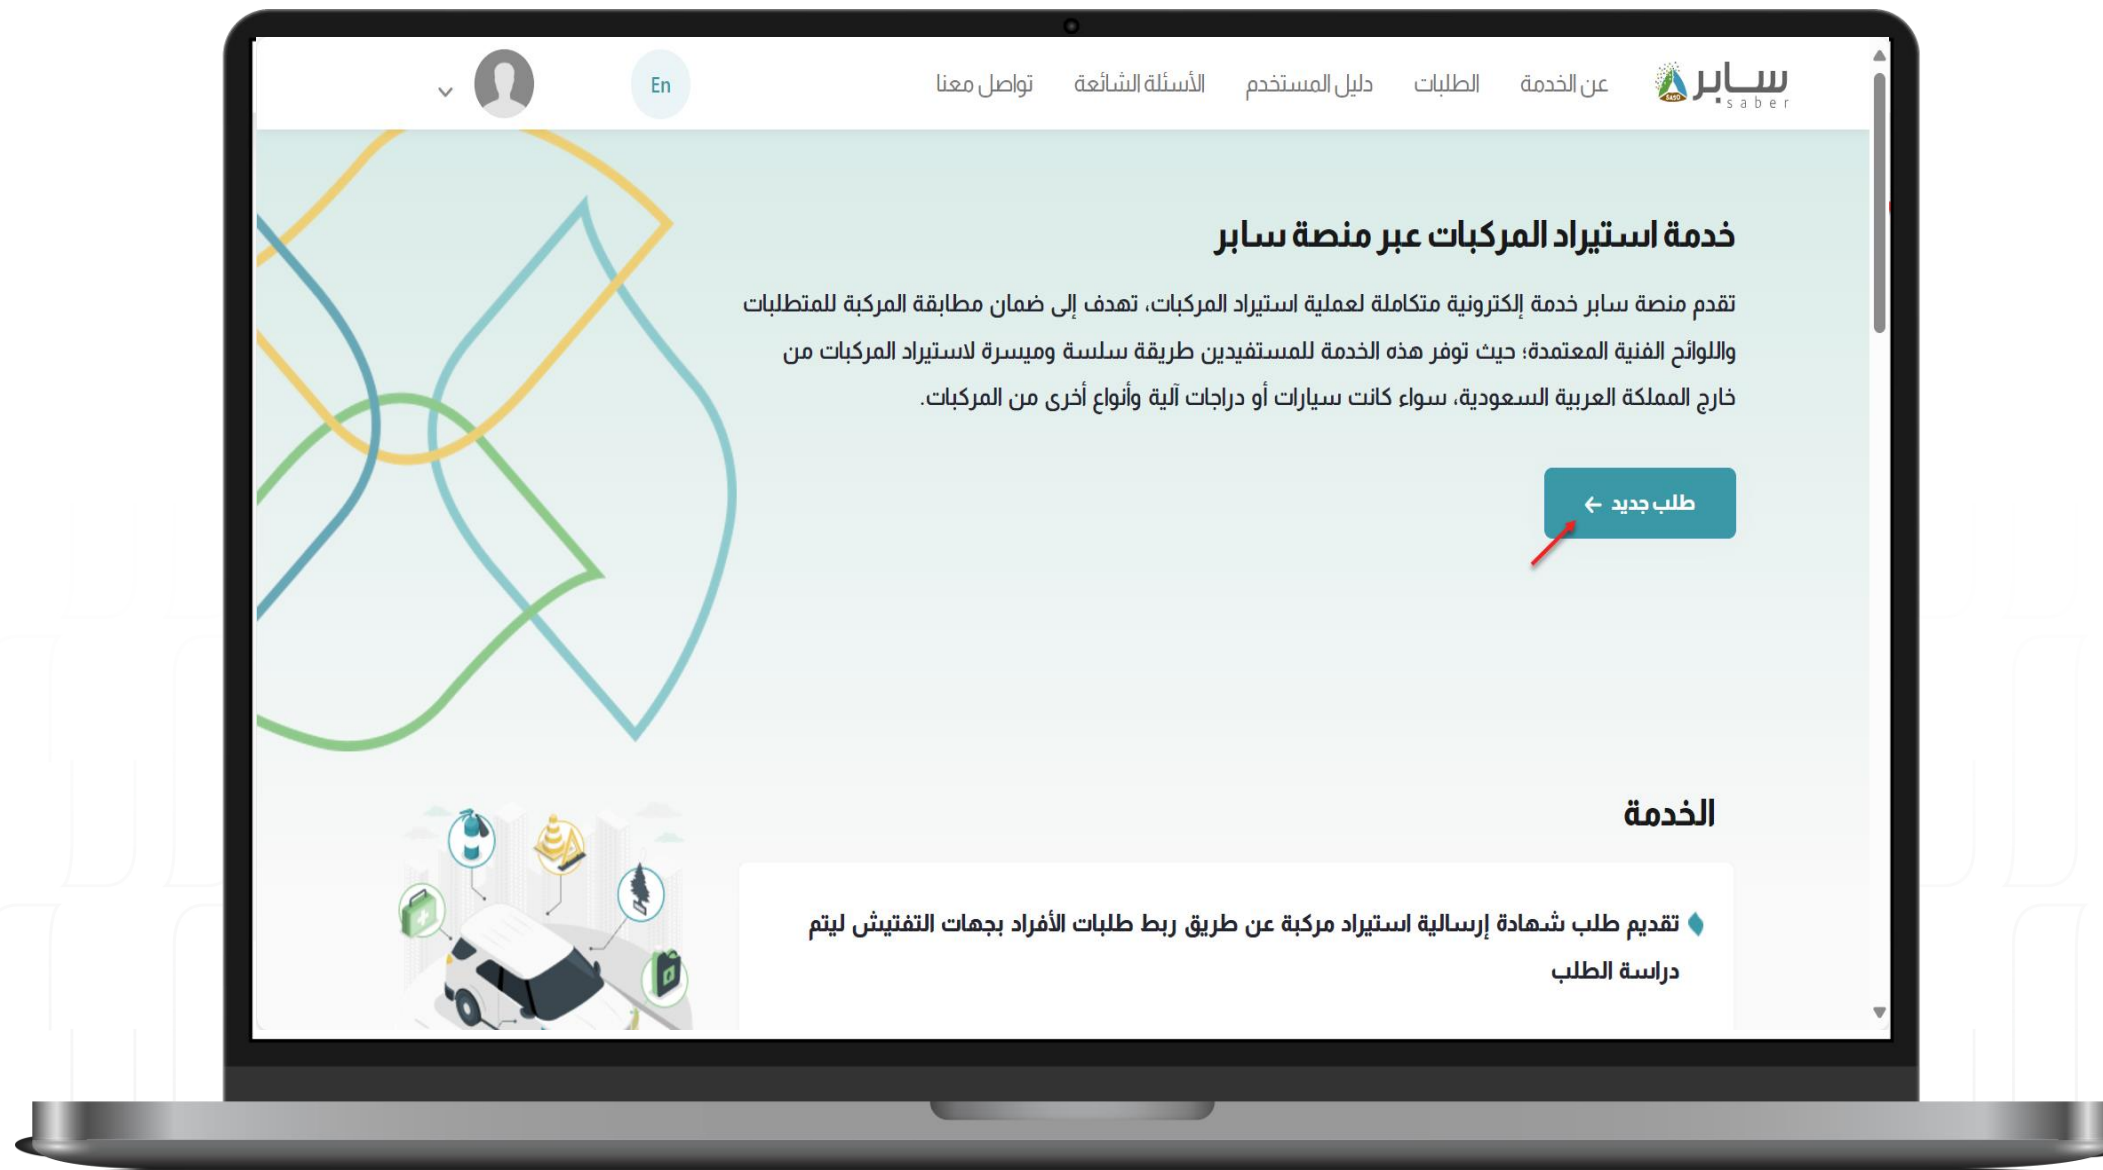 سابر
saber
SASO
عن الخدمة
الطلبات
دليل المستخدم
الأسئلة الشائعة
تواصل معنا
En
خدمة استيراد المركبات عبر منصة سابر
تقدم منصة سابر خدمة إلكترونية متكاملة لعملية استيراد المركبات، تهدف إلى ضمان مطابقة المركبة للمتطلبات
واللوائح الفنية المعتمدة؛ حيث توفر هذه الخدمة للمستفيدين طريقة سلسة وميسرة لاستيراد المركبات من
خارج المملكة العربية السعودية، سواء كانت سيارات أو دراجات آلية وأنواع أخرى من المركبات.
طلب جديد
الخدمة
تقديم طلب شهادة إرسالية استيراد مركبة عن طريق ربط طلبات الأفراد بجهات التفتيش ليتم
دراسة الطلب